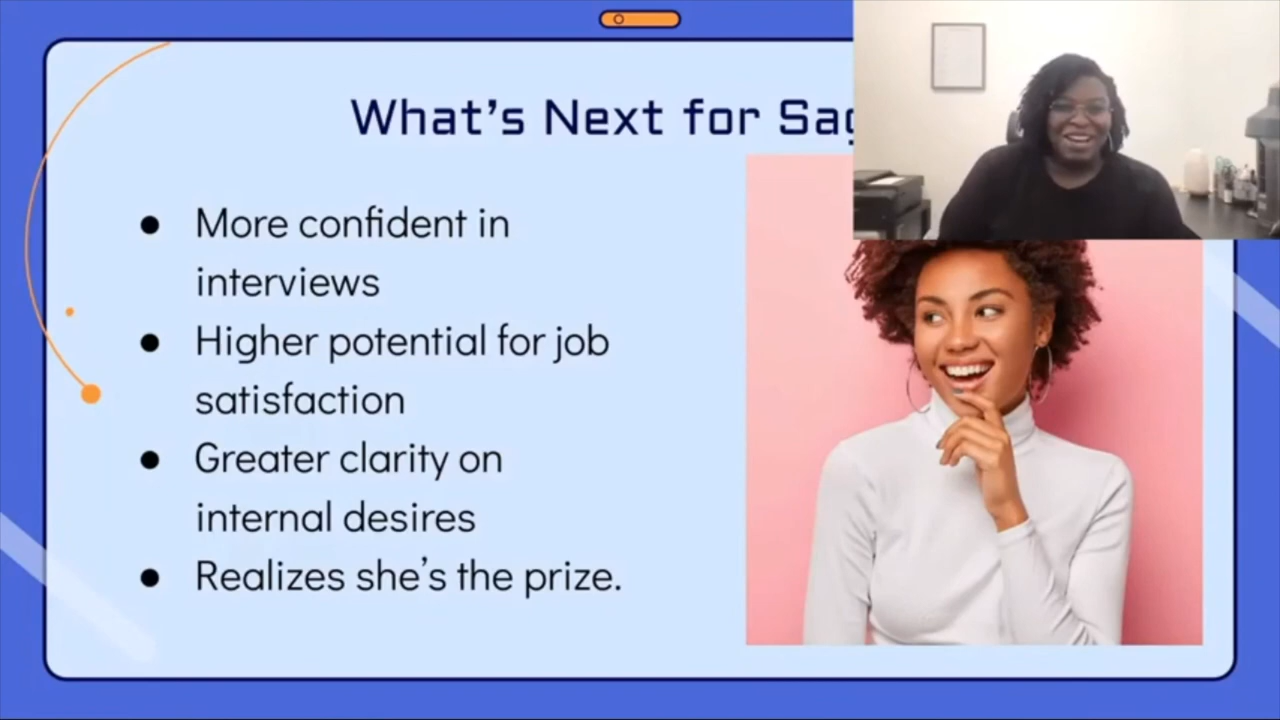 What's Next for Sag
● More confident in
interviews
● Higher potential for job
satisfaction
● Greater clarity on
internal desires
● Realizes she's the prize.